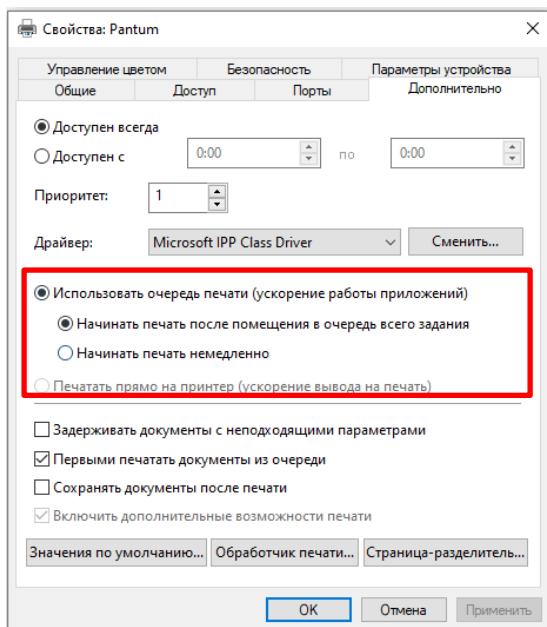 Свойства: Pantum
Управление цветом Безопасность Параметры устройства
Общие Доступ Порты Дополнительно
Доступен всегда
Доступен с 0:00 по 0:00
Приоритет: 1
Драйвер: Microsoft IPP Class Driver Сменить...
Использовать очередь печати (ускорение работы приложений)
Начинать печать после помещения в очередь всего задания
Начинать печать немедленно
Печатать прямо на принтер (ускорение вывода на печать)
Задерживать документы с неподходящими параметрами
Первыми печатать документы из очереди
Сохранять документы после печати
Включить дополнительные возможности печати
Значения по умолчанию... Обработчик печати... Страница-разделитель...
ОК Отмена Применить